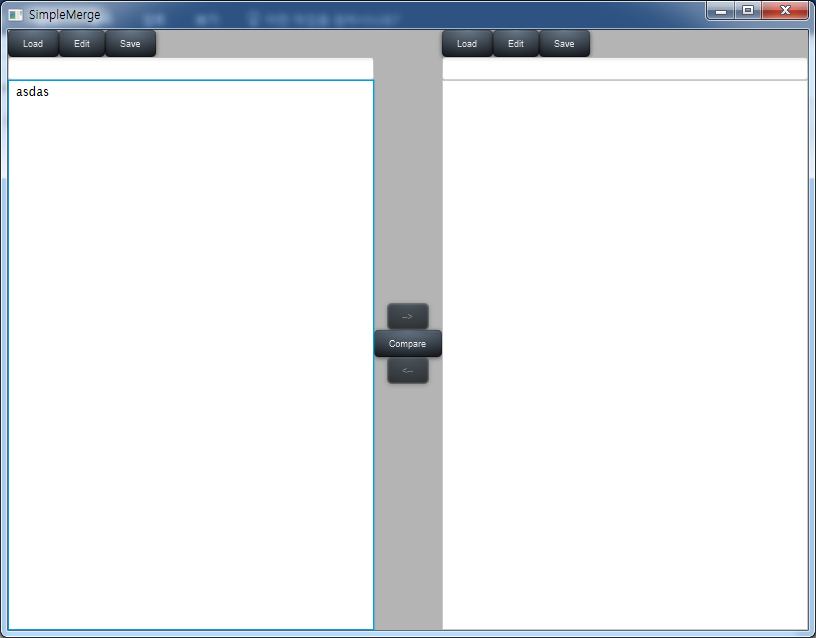 SimpleMerge
Load Edit Save
Load Edit Save
asdas
-->
Compare
<--